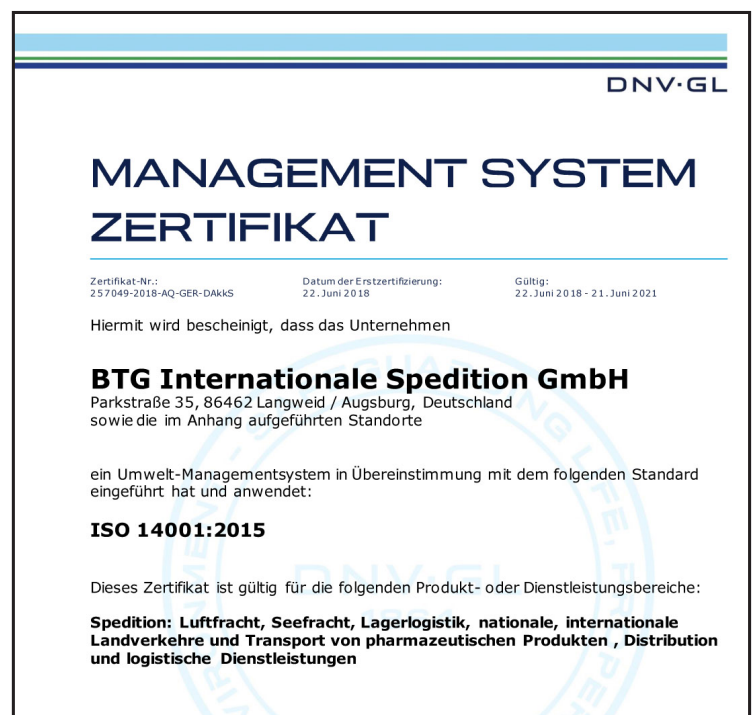 DNV·GL
MANAGEMENT SYSTEM
ZERTIFIKAT
Zertifikat-Nr.:
257049-2018-AQ-GER-DAkkS
Datum der Erstzertifizierung:
22. Juni 2018
Gültig:
22. Juni 2018 - 21. Juni 2021
Hiermit wird bescheinigt, dass das Unternehmen
BTG Internationale Spedition GmbH
Parkstraße 35, 86462 Langweid / Augsburg, Deutschland
sowie die im Anhang aufgeführten Standorte
ein Umwelt-Managementsystem in Übereinstimmung mit dem folgenden Standard
eingeführt hat und anwendet:
ISO 14001:2015
Dieses Zertifikat ist gültig für die folgenden Produkt- oder Dienstleistungsbereiche:
Spedition: Luftfracht, Seefracht, Lagerlogistik, nationale, internationale
Landverkehre und Transport von pharmazeutischen Produkten , Distribution
und logistische Dienstleistungen
DNV·GL